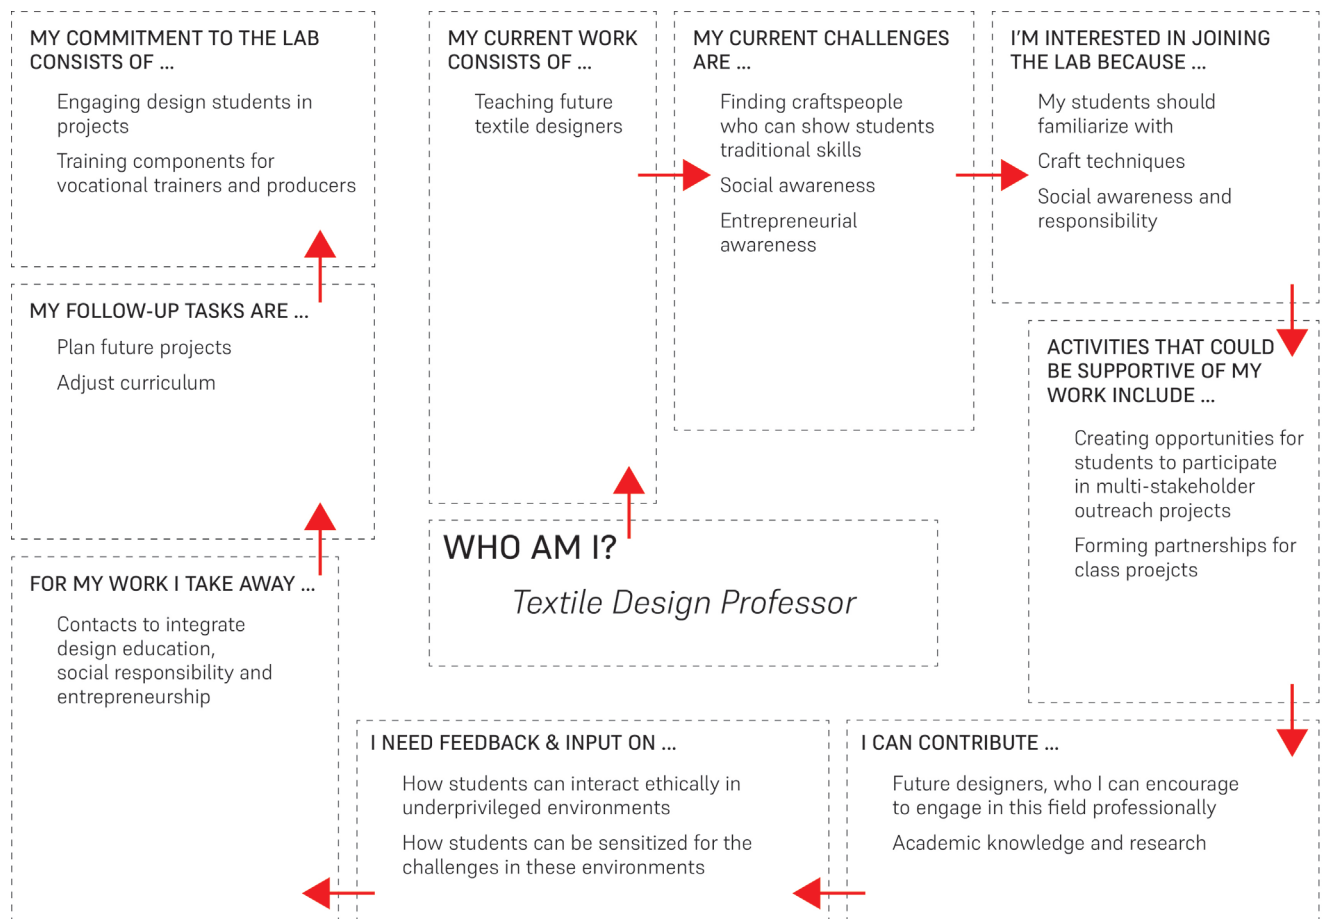 MY COMMITMENT TO THE LAB
CONSISTS OF ...
Engaging design students in
projects
Training components for
vocational trainers and producers
MY CURRENT WORK
CONSISTS OF ...
Teaching future
textile designers
MY CURRENT CHALLENGES
ARE ...
Finding craftspeople
who can show students
traditional skills
Social awareness
Entrepreneurial
awareness
I'M INTERESTED IN JOINING
THE LAB BECAUSE ...
My students should
familiarize with
Craft techniques
Social awareness and
responsibility
MY FOLLOW-UP TASKS ARE ...
Plan future projects
Adjust curriculum
ACTIVITIES THAT COULD
BE SUPPORTIVE OF MY
WORK INCLUDE ...
Creating opportunities for
students to participate
in multi-stakeholder
outreach projects
Forming partnerships for
class proejcts
WHO AM I?
Textile Design Professor
FOR MY WORK I TAKE AWAY ...
Contacts to integrate
design education,
social responsibility and
entrepreneurship
I NEED FEEDBACK & INPUT ON ...
How students can interact ethically in
underprivileged environments
How students can be sensitized for the
challenges in these environments
I CAN CONTRIBUTE ...
Future designers, who I can encourage
to engage in this field professionally
Academic knowledge and research